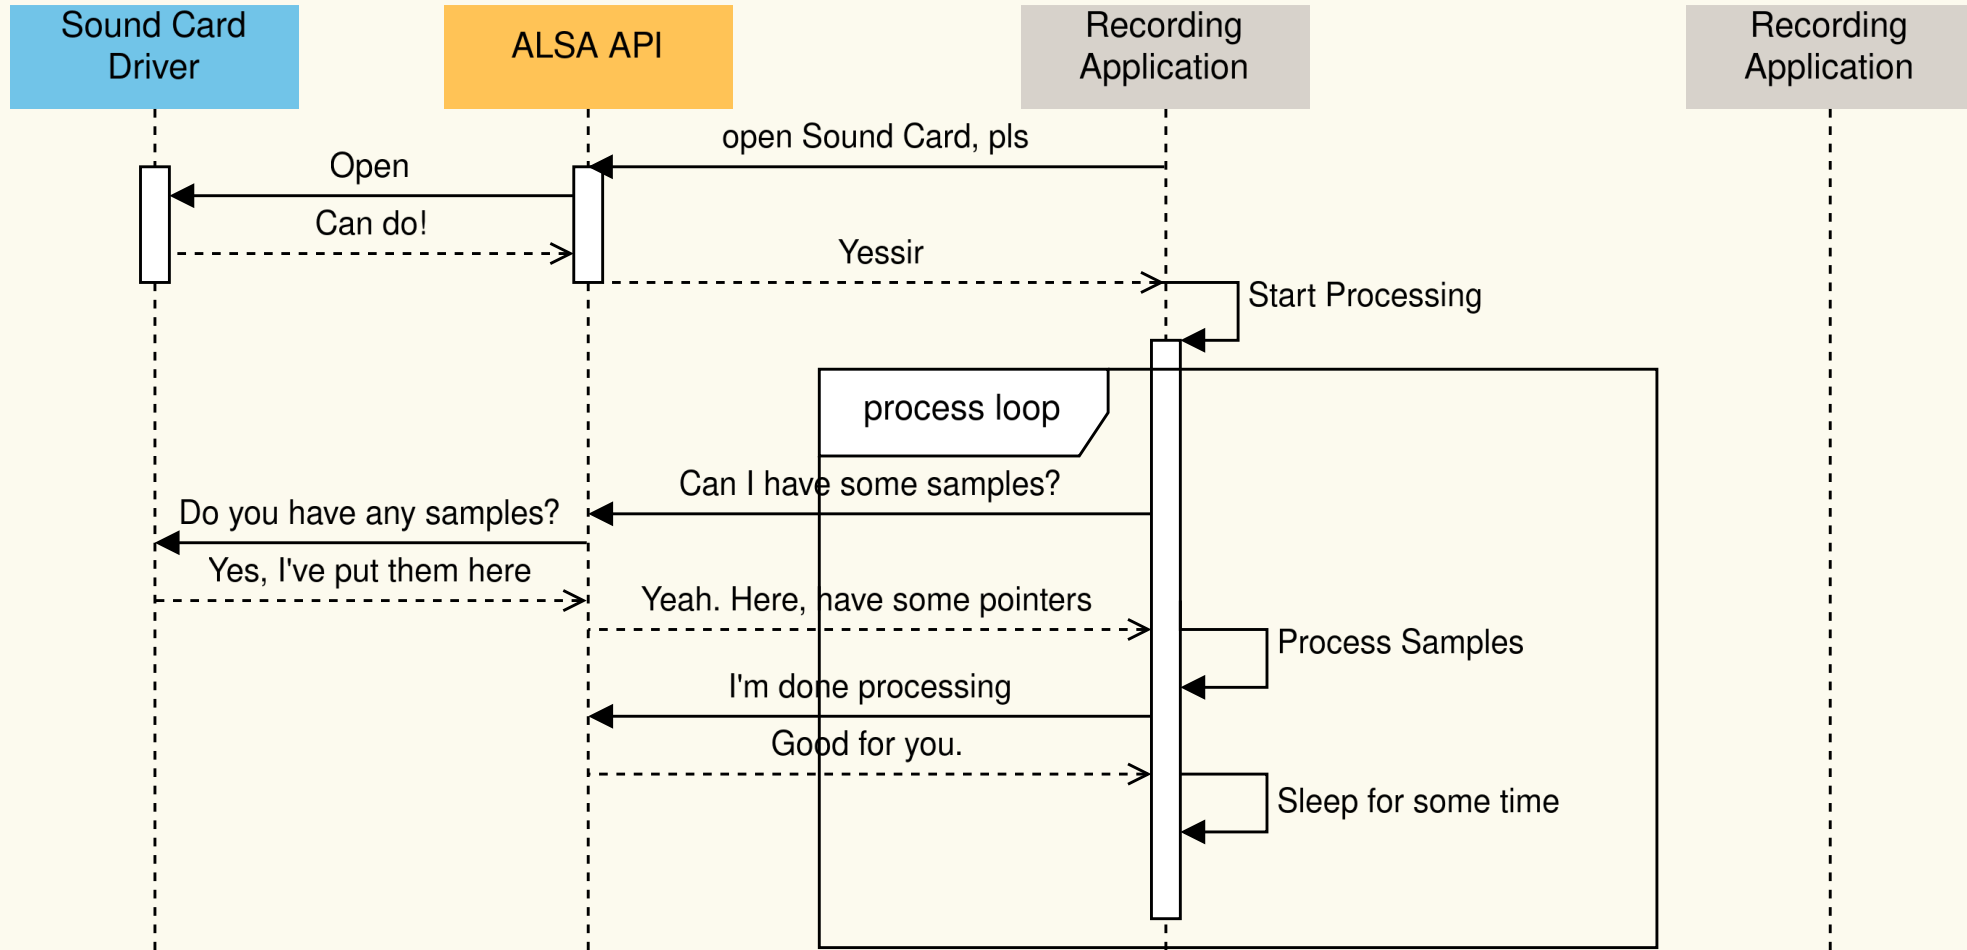 Sound Card
Driver
ALSA API
Recording
Application
Recording
Application
open Sound Card, pls
Open
Can do!
Yessir
Start Processing
process loop
Can I have some samples?
Do you have any samples?
Yes, I've put them here
Yeah. Here, have some pointers
Process Samples
I'm done processing
Good for you.
Sleep for some time